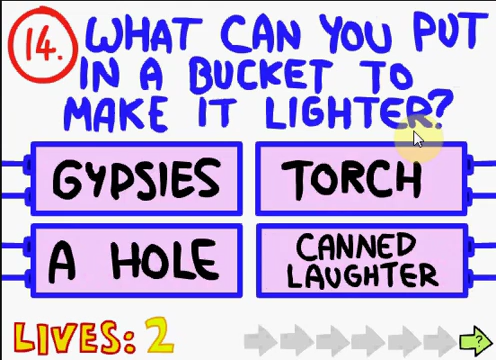 14. WHAT CAN YOU PUT
IN A BUCKET TO
MAKE IT LIGHTER?
GYPSIES
TORCH
A HOLE
CANNED
LAUGHTER
LIVES: 2
?